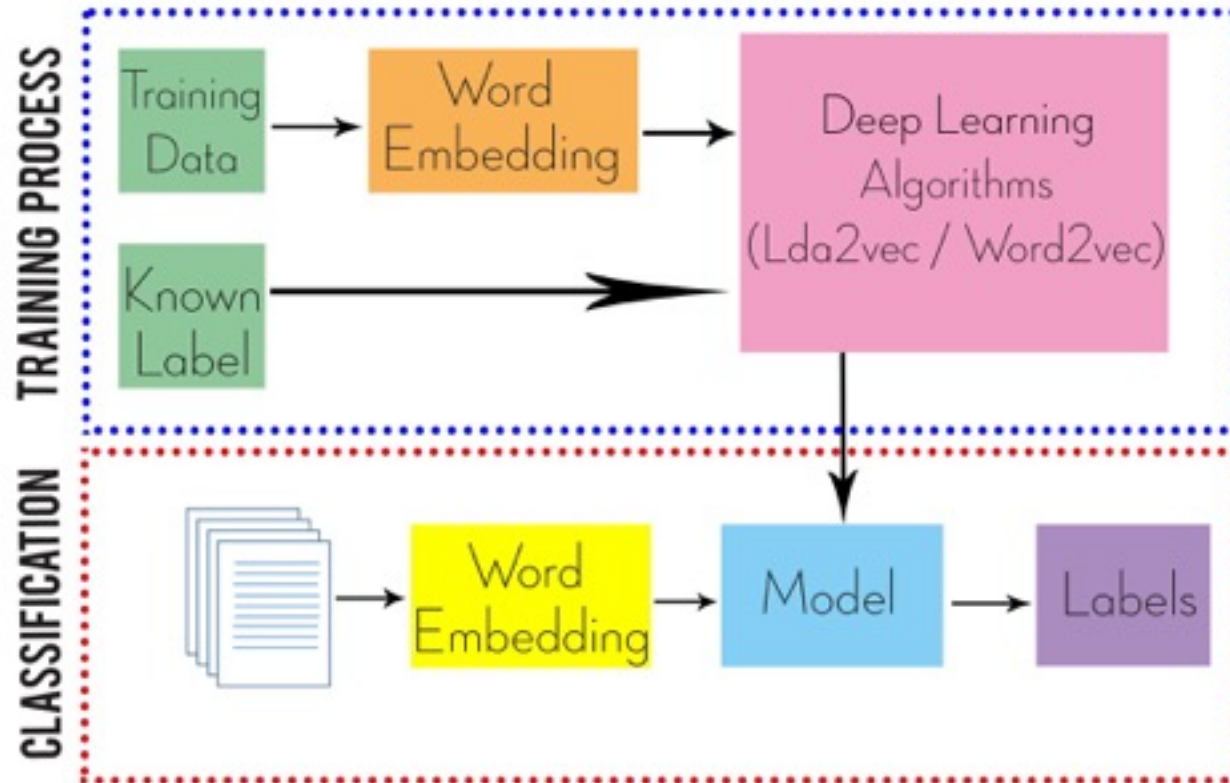 TRAINING PROCESS
Training
Data
Word
Embedding
Deep Learning
Algorithms
(Lda2vec / Word2vec)
Known
Label
CLASSIFICATION
Word
Embedding
Model
Labels